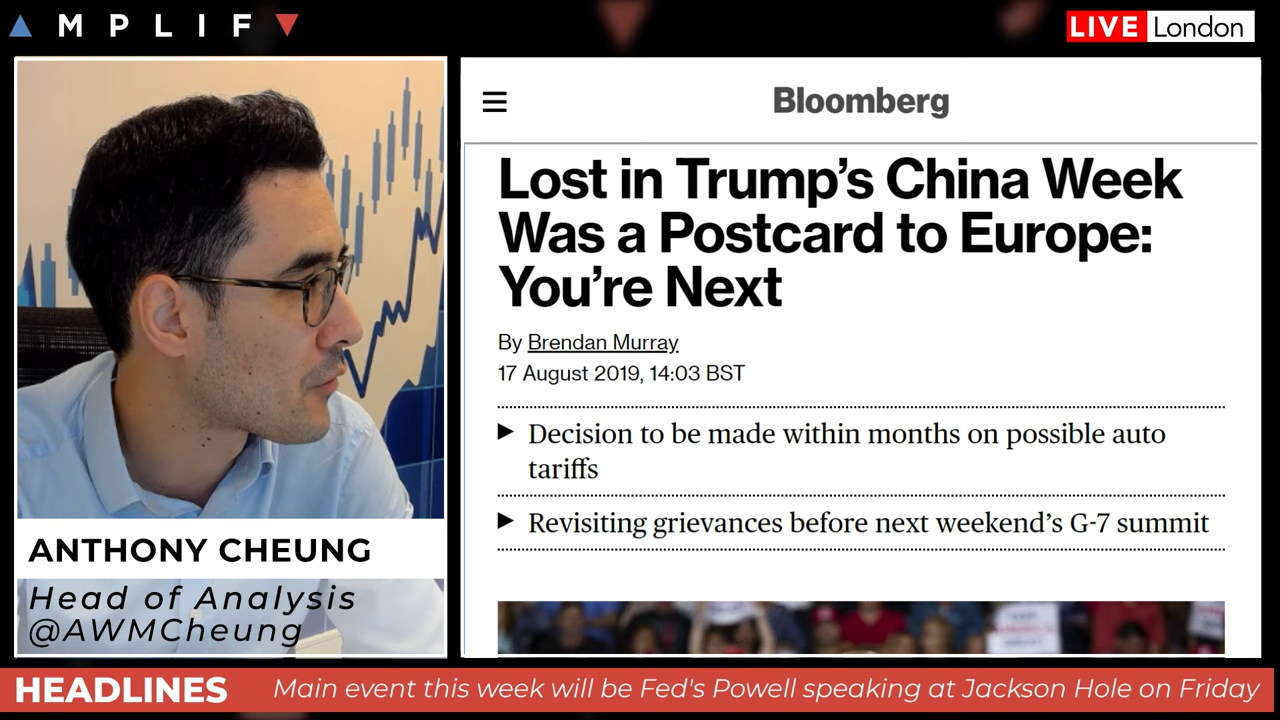 AMPLIFY
LIVE London
Bloomberg
Lost in Trump's China Week
Was a Postcard to Europe:
You're Next
By Brendan Murray
17 August 2019, 14:03 BST
Decision to be made within months on possible auto
tariffs
Revisiting grievances before next weekend's G-7 summit
ANTHONY CHEUNG
Head of Analysis
@AWMCheung
HEADLINES Main event this week will be Fed's Powell speaking at Jackson Hole on Friday